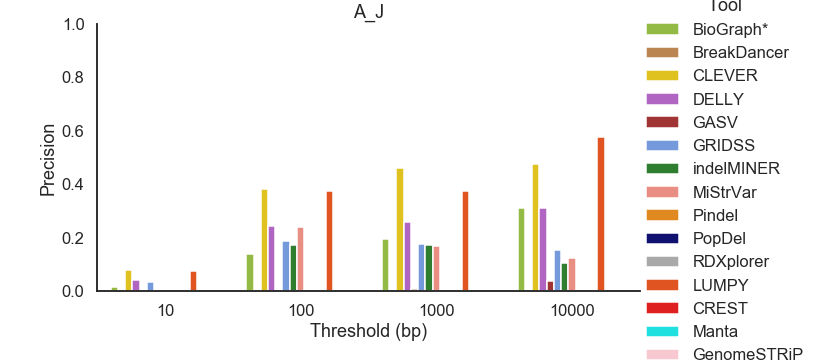 A_J
Tool
1.0
0.8
0.6
0.4
0.2
0.0
Precision
10
100
1000
10000
Threshold (bp)
BioGraph*
BreakDancer
CLEVER
DELLY
GASV
GRIDSS
indelMINER
MiStrVar
Pindel
PopDel
RDXplorer
LUMPY
CREST
Manta
GenomeSTRiP